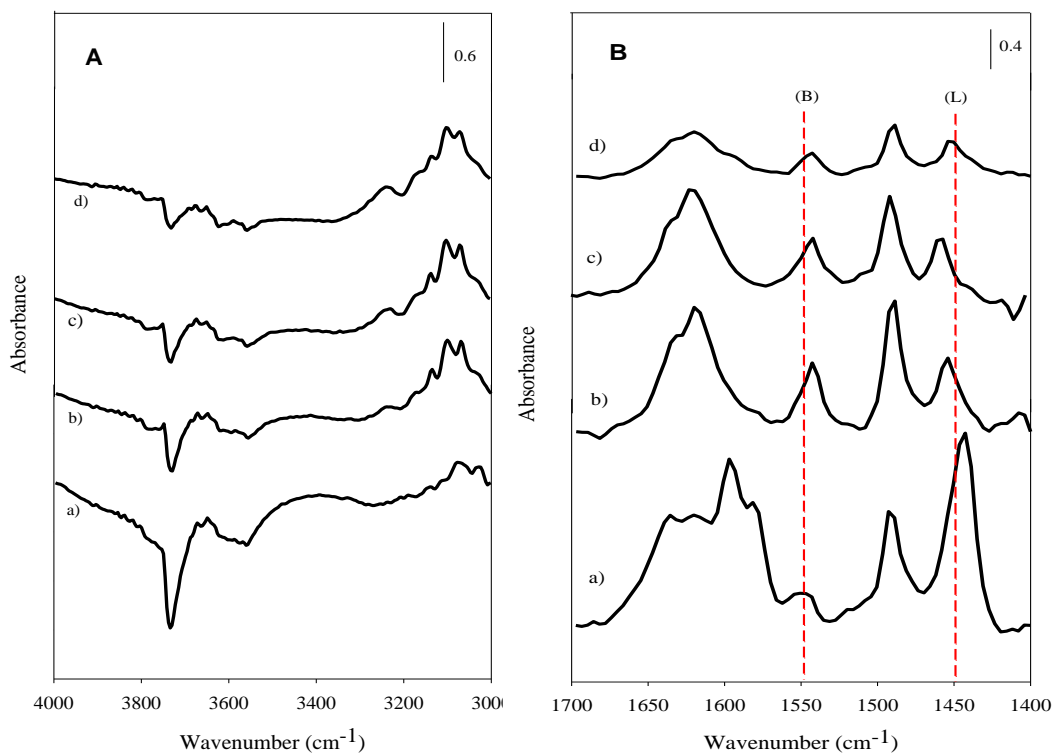 A
0.6
d)
c)
b)
a)
Absorbance
4000 3800 3600 3400 3200 3000
Wavenumber (cm-1)
B
0.4
(B)
(L)
d)
c)
b)
a)
Absorbance
1700 1650 1600 1550 1500 1450 1400
Wavenumber (cm-1)